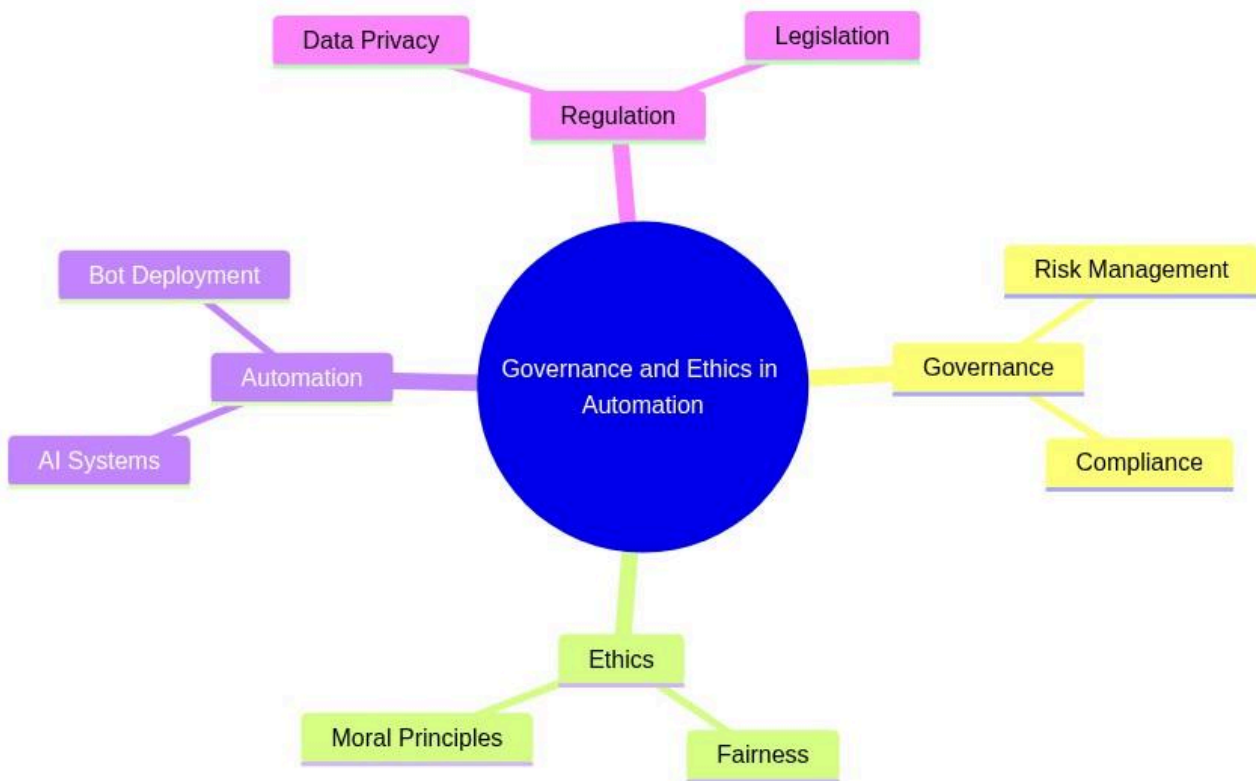 Data Privacy
Legislation
Regulation
Bot Deployment
Risk Management
Automation
Governance and Ethics in
Automation
Governance
AI Systems
Compliance
Ethics
Moral Principles
Fairness